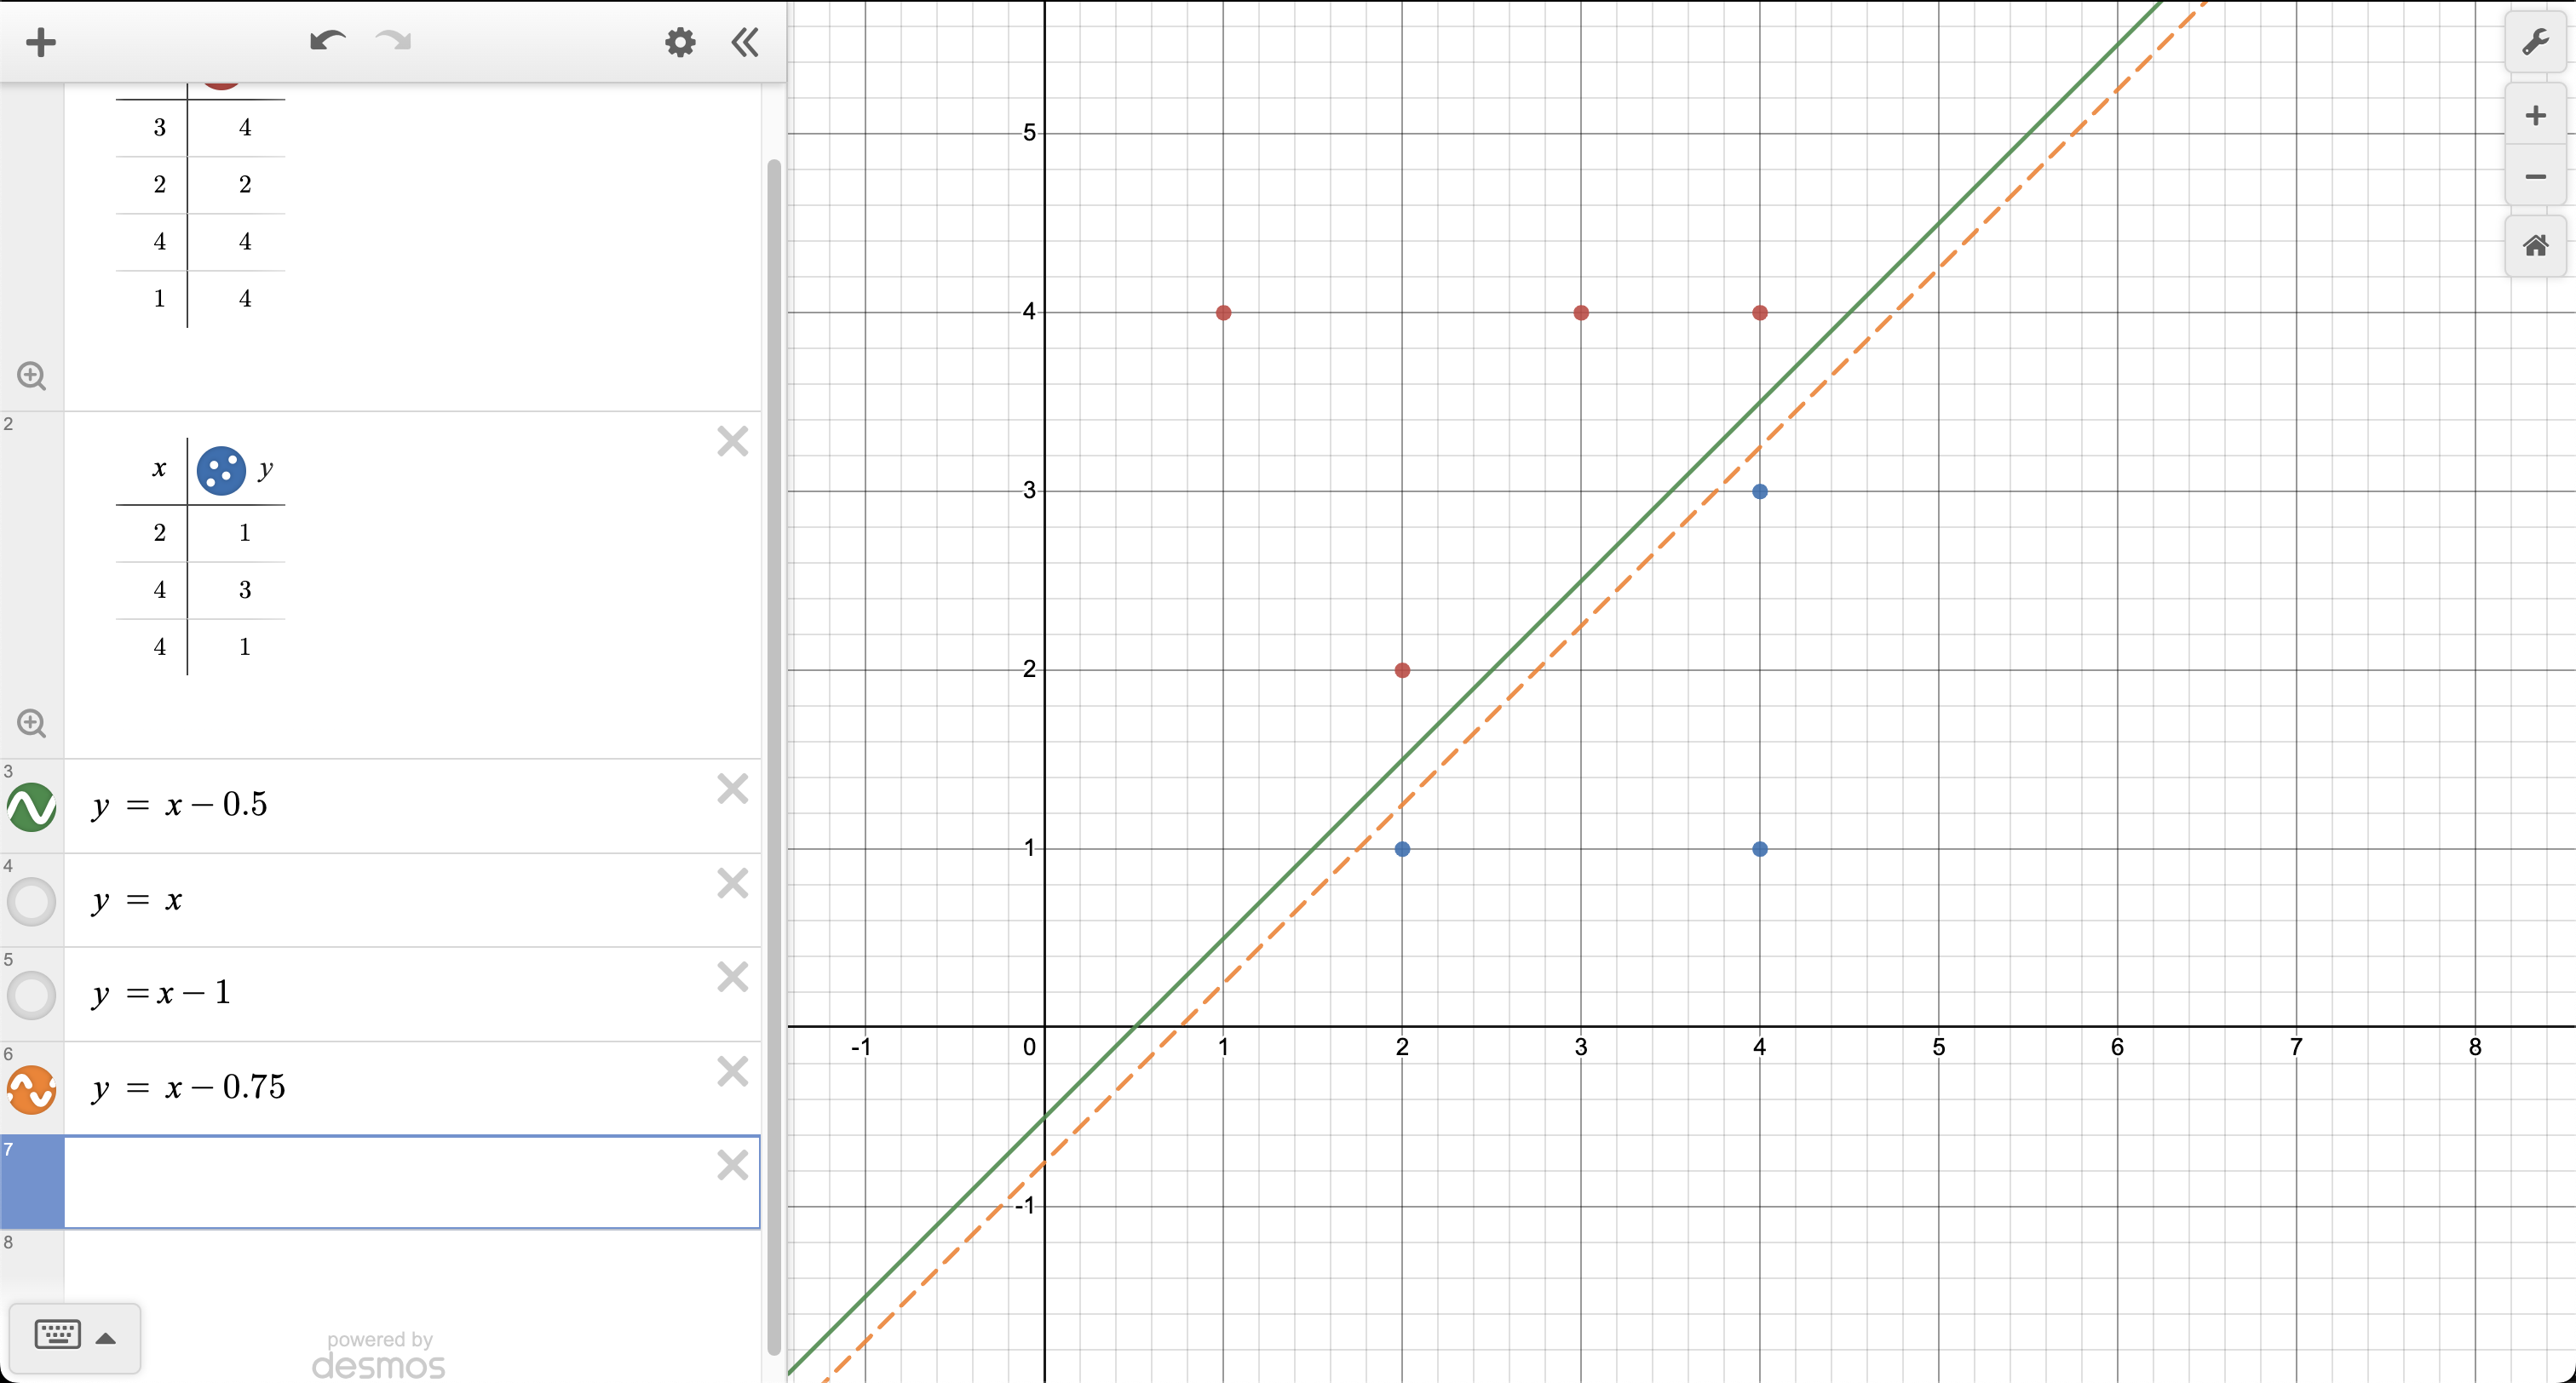 3 4
2 2
4 4
1 4
2
x y
2 1
4 3
4 1
3
y = x − 0.5
4
y = x
5
y = x − 1
6
y = x − 0.75
7
8
powered by
desmos
5
4
3
2
1
-1 0 1 2 3 4 5 6 7 8
-1